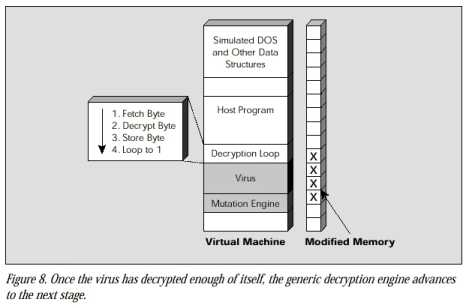 Simulated DOS
and Other Data
Structures
Host Program
1. Fetch Byte
2. Decrypt Byte
3. Store Byte
4. Loop to 1
Decryption Loop
Virus
Mutation Engine
X
X
X
X
Virtual Machine
Modified Memory
Figure 8. Once the virus has decrypted enough of itself, the generic decryption engine advances
to the next stage.